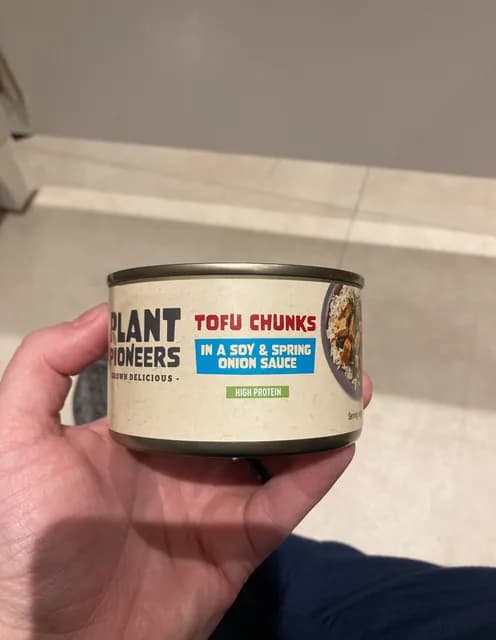 PLANT
PIONEERS
GROWN DELICIOUS -
TOFU CHUNKS
IN A SOY & SPRING
ONION SAUCE
HIGH PROTEIN